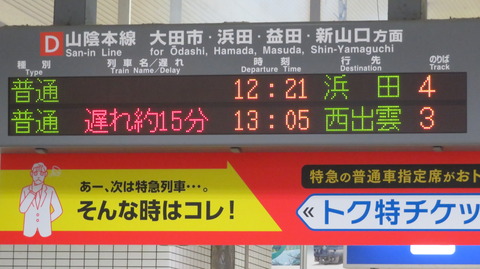 D 山陰本線 大田市・浜田・益田・新山口方面
San-in Line for Ōdashi, Hamada, Masuda, Shin-Yamaguchi
種別 列車名/遅れ 時刻 行先 のりば
Type Train Name/Delay Departure Time Destination Track
普通 12:21 浜田 4
普通 遅れ約15分 13:05 西出雲 3
あー、次は特急列車…。
そんな時はコレ!
特急の普通車指定席がおト
≪トク特チケッ